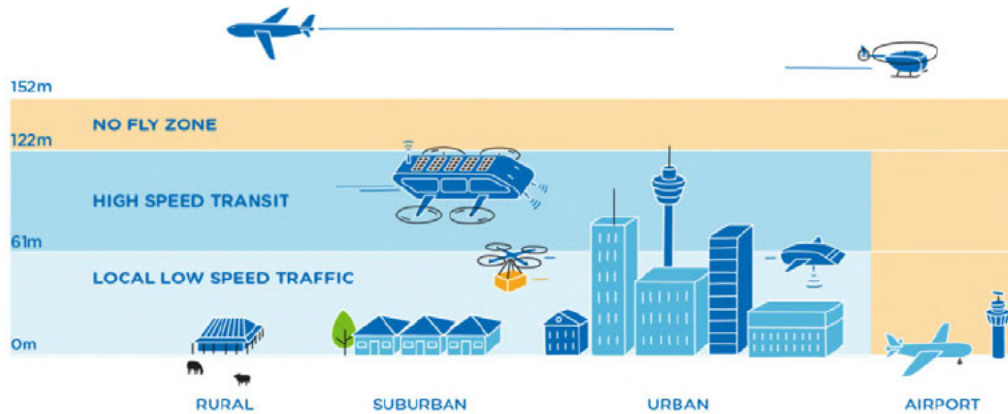 152m
NO FLY ZONE
122m
HIGH SPEED TRANSIT
61m
LOCAL LOW SPEED TRAFFIC
0m
RURAL SUBURBAN URBAN AIRPORT